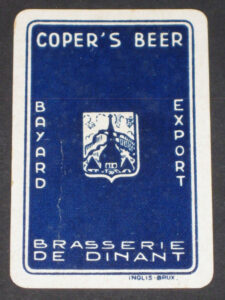 COPER'S BEER
BAYARD
EXPORT
BRASSERIE
DE DINANT
INGLIS-BRUX.